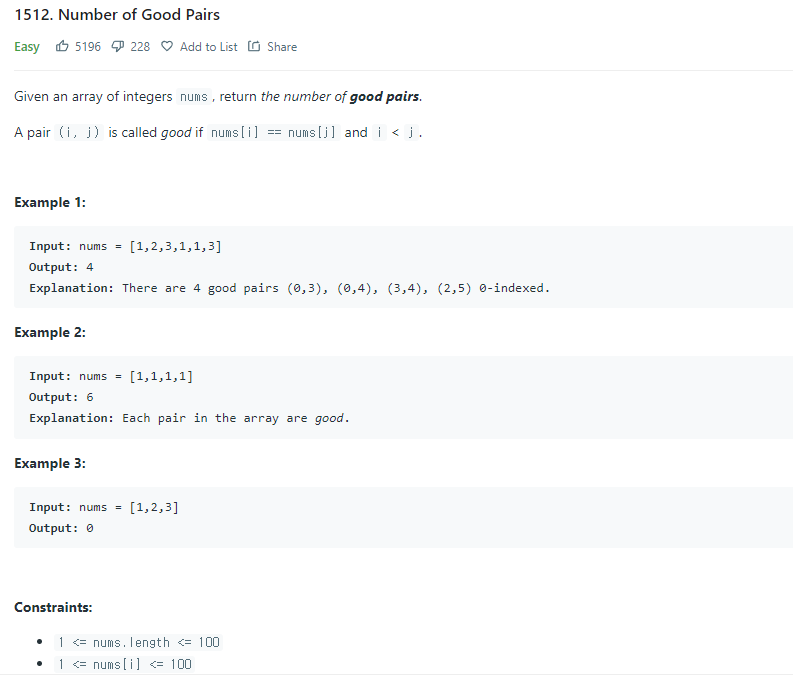 1512. Number of Good Pairs
Easy 5196 228 Add to List Share
Given an array of integers nums , return the number of good pairs.
A pair (i, j) is called good if nums[i] == nums[j] and i < j .
Example 1:
Input: nums = [1,2,3,1,1,3]
Output: 4
Explanation: There are 4 good pairs (0,3), (0,4), (3,4), (2,5) 0-indexed.
Example 2:
Input: nums = [1,1,1,1]
Output: 6
Explanation: Each pair in the array are good.
Example 3:
Input: nums = [1,2,3]
Output: 0
Constraints:
• 1 <= nums.length <= 100
• 1 <= nums[i] <= 100